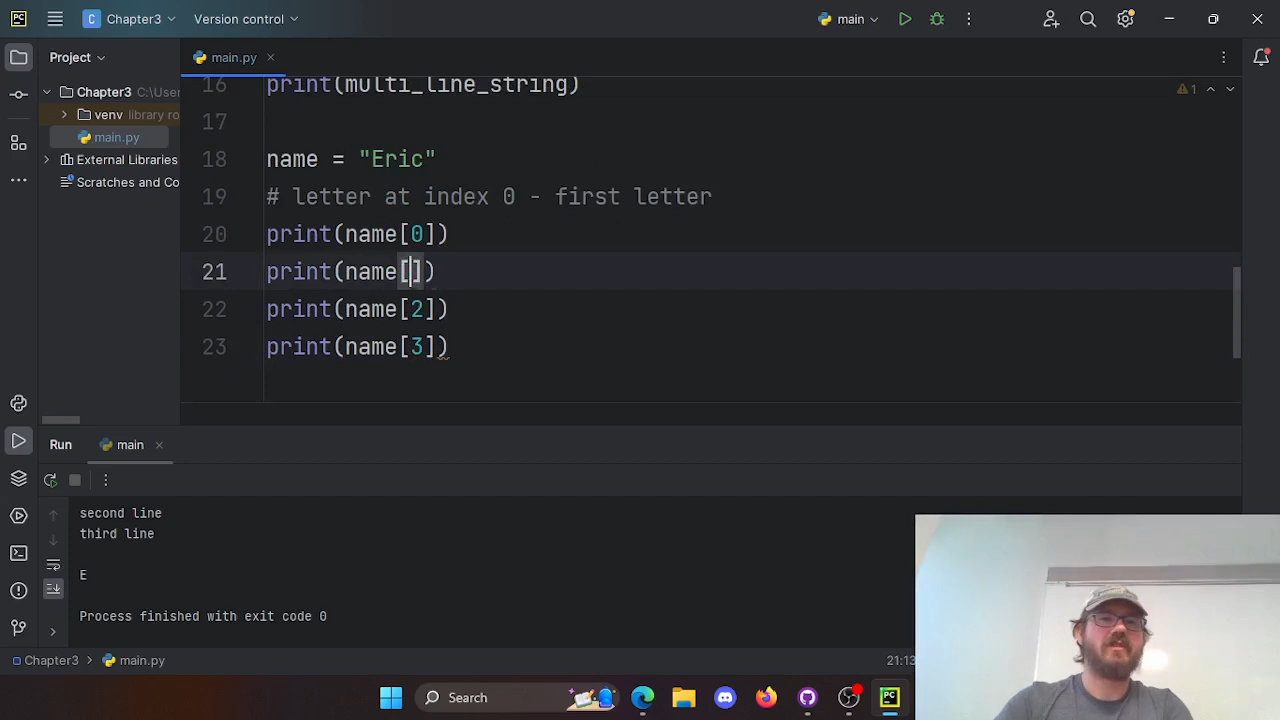 PC
C Chapter3
Version control
main
Project
main.py
Chapter3 C:\User
venv library ro
main.py
External Libraries
Scratches and Co
16 print(multi_line_string)
17
18 name = "Eric"
19 # letter at index 0 - first letter
20 print(name[0])
21 print(name[])
22 print(name[2])
23 print(name[3])
1
Run
main
second line
third line
E
Process finished with exit code 0
Chapter3 > main.py
21:13
Search
PC